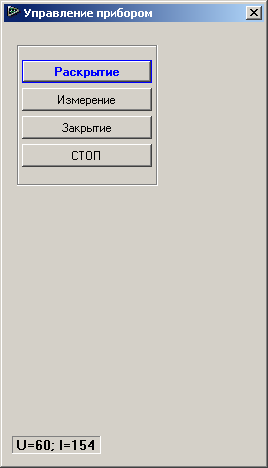 Управление прибором
Раскрытие
Измерение
Закрытие
СТОП
U=60; I=154